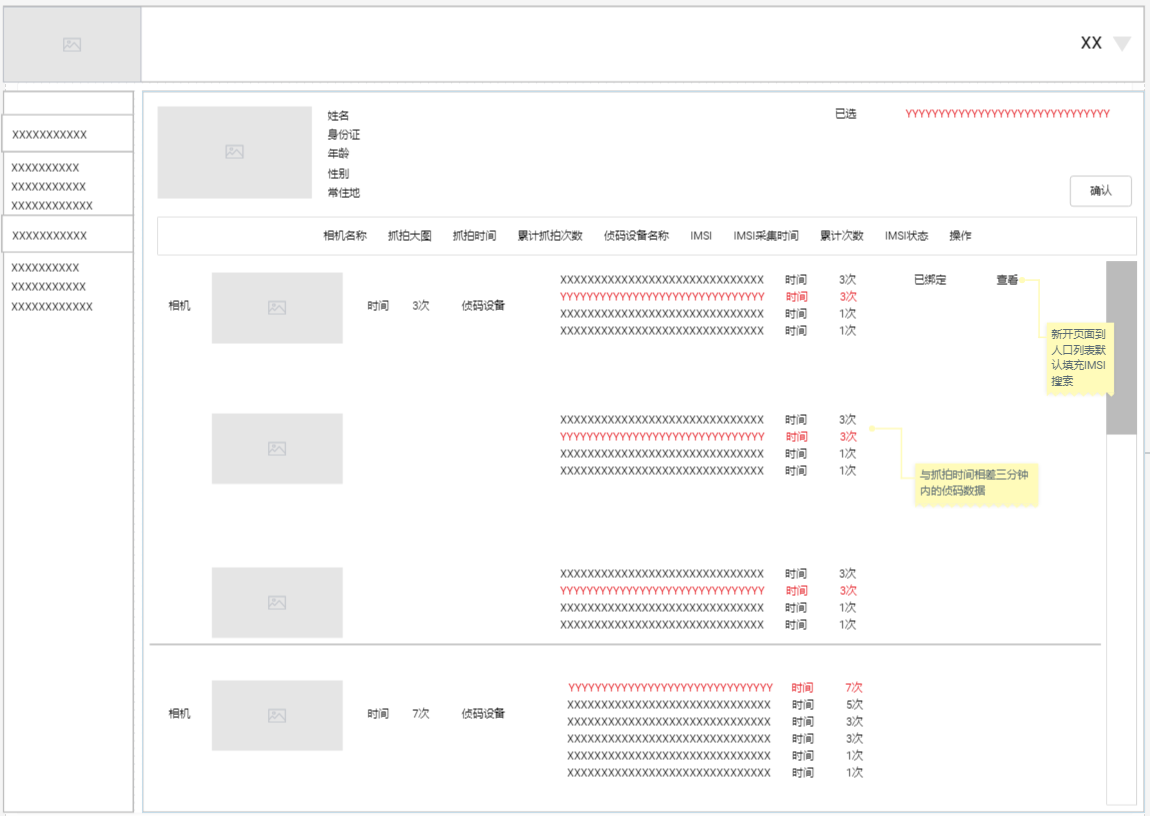 XX
XXXXXXXXXXX
XXXXXXXXXX
XXXXXXXXXXX
XXXXXXXXXXXX
XXXXXXXXXXX
XXXXXXXXXX
XXXXXXXXXXX
XXXXXXXXXXXX
姓名
身份证
年龄
性别
常住地
已选 YYYYYYYYYYYYYYYYYYYYYYYYYYYYYYY
确认
相机名称 抓拍大图 抓拍时间 累计抓拍次数 侦码设备名称 IMSI IMSI采集时间 累计次数 IMSI状态 操作
相机 时间 3次 侦码设备
XXXXXXXXXXXXXXXXXXXXXXXXXXXXXX 时间 3次 已绑定 查看
YYYYYYYYYYYYYYYYYYYYYYYYYYYYYYY 时间 3次
XXXXXXXXXXXXXXXXXXXXXXXXXXXXXX 时间 1次
XXXXXXXXXXXXXXXXXXXXXXXXXXXXXX 时间 1次
新开页面到
人口列表默
认填充IMSI
搜索
XXXXXXXXXXXXXXXXXXXXXXXXXXXXXX 时间 3次
YYYYYYYYYYYYYYYYYYYYYYYYYYYYYYY 时间 3次
XXXXXXXXXXXXXXXXXXXXXXXXXXXXXX 时间 1次
XXXXXXXXXXXXXXXXXXXXXXXXXXXXXX 时间 1次
与抓拍时间相差三分钟
内的侦码数据
XXXXXXXXXXXXXXXXXXXXXXXXXXXXXX 时间 3次
YYYYYYYYYYYYYYYYYYYYYYYYYYYYYYY 时间 3次
XXXXXXXXXXXXXXXXXXXXXXXXXXXXXX 时间 1次
XXXXXXXXXXXXXXXXXXXXXXXXXXXXXX 时间 1次
相机 时间 7次 侦码设备
YYYYYYYYYYYYYYYYYYYYYYYYYYYYYYY 时间 7次
XXXXXXXXXXXXXXXXXXXXXXXXXXXXXX 时间 5次
XXXXXXXXXXXXXXXXXXXXXXXXXXXXXX 时间 3次
XXXXXXXXXXXXXXXXXXXXXXXXXXXXXX 时间 3次
XXXXXXXXXXXXXXXXXXXXXXXXXXXXXX 时间 1次
XXXXXXXXXXXXXXXXXXXXXXXXXXXXXX 时间 1次